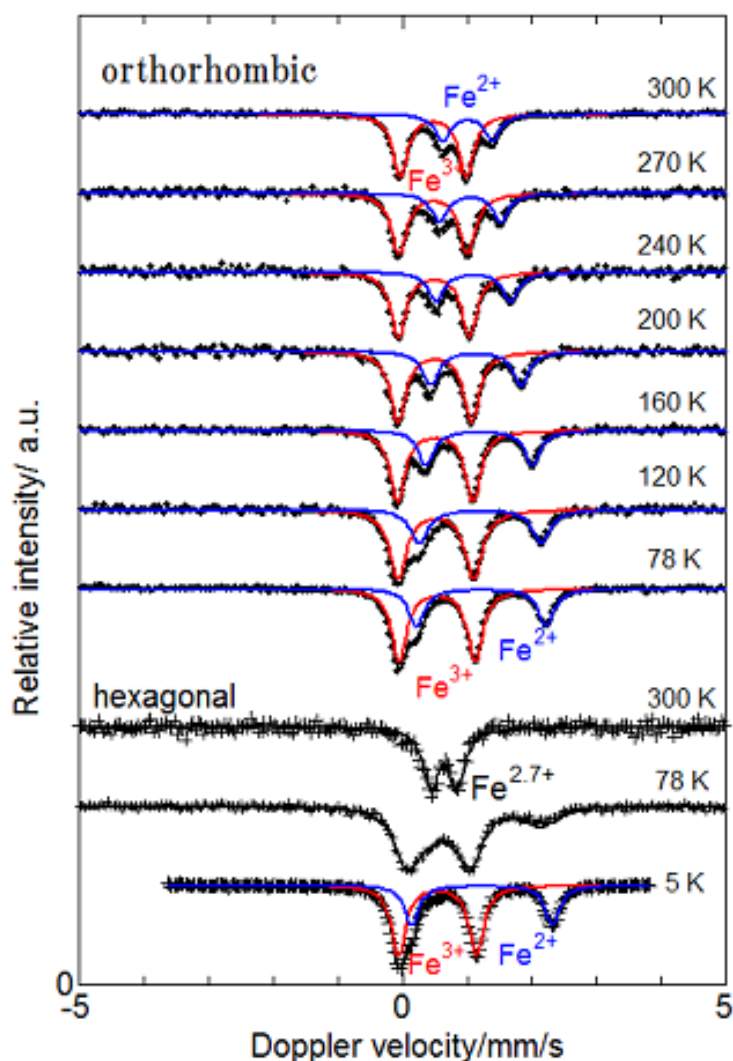 orthorhombic
Fe²⁺
300 K
Fe³⁺
270 K
240 K
200 K
160 K
120 K
78 K
Fe²⁺
Fe³⁺
hexagonal
300 K
Fe²·⁷⁺
78 K
5 K
Fe³⁺
Fe²⁺
0
-5
0
5
Doppler velocity/mm/s
Relative intensity/ a.u.